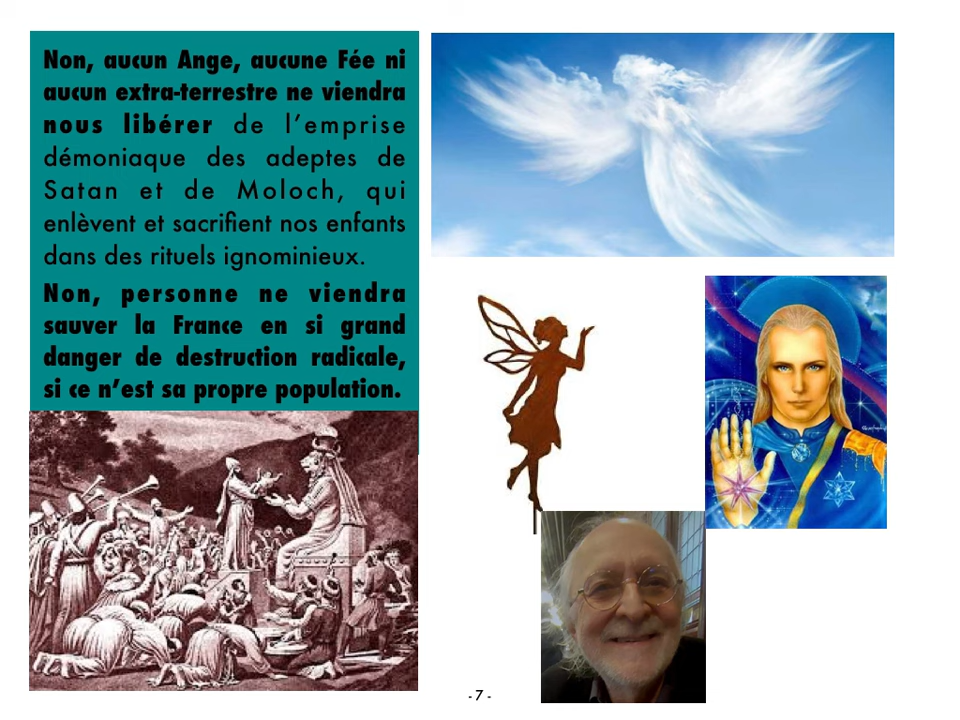 Non, aucun Ange, aucune Fée ni
aucun extra-terrestre ne viendra
nous libérer de l’emprise
démoniaque des adeptes de
Satan et de Moloch, qui
enlèvent et sacrifient nos enfants
dans des rituels ignominieux.
Non, personne ne viendra
sauver la France en si grand
danger de destruction radicale,
si ce n’est sa propre population.
- 7 -